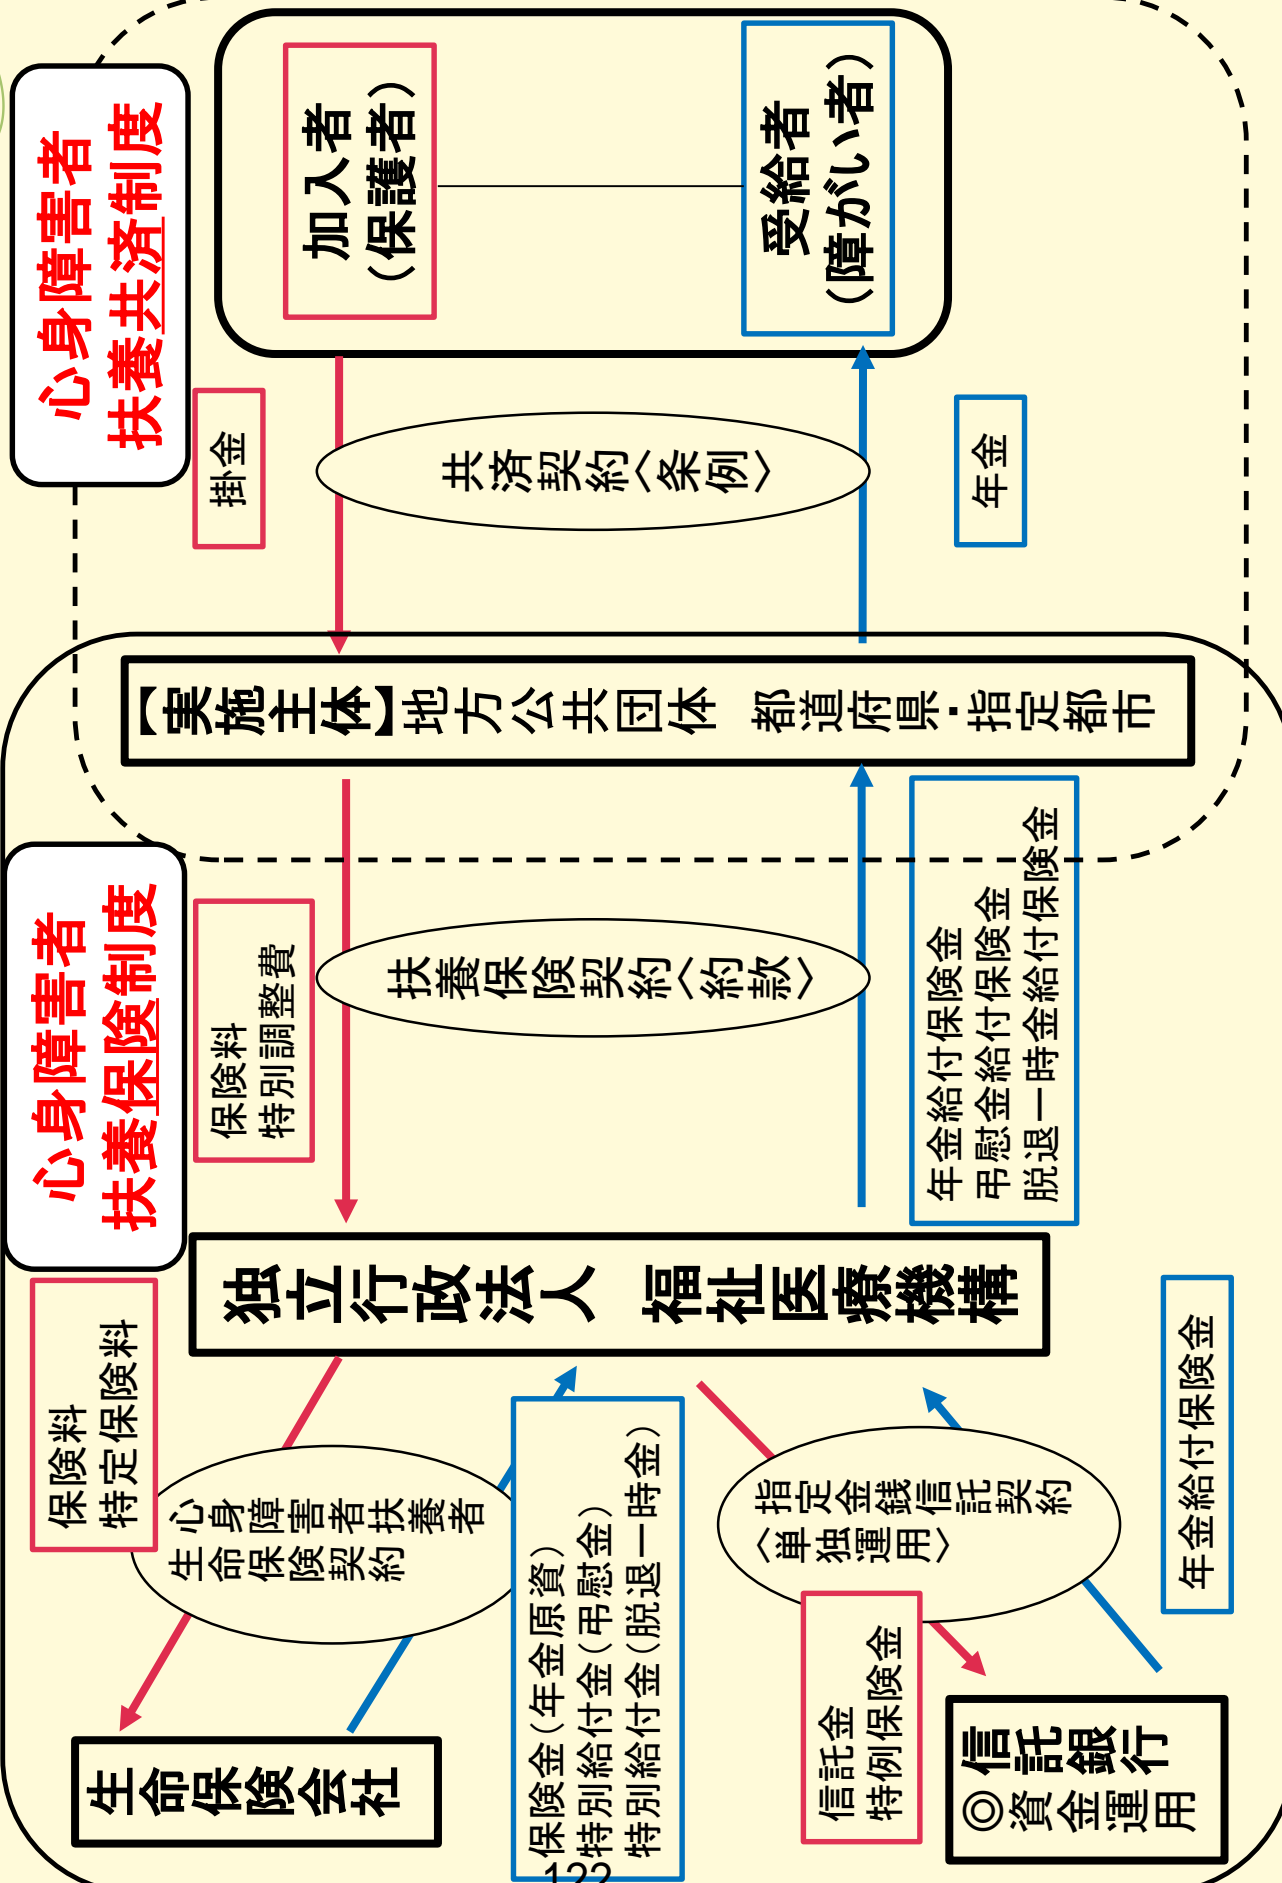 心身障害者
扶養共済制度
加入者
(保護者)
受給者
(障がい者)
掛金
共済契約〈条例〉
年金
【実施主体】地方公共団体 都道府県・指定都市
心身障害者
扶養保険制度
保険料
特別調整費
扶養保険契約〈約款〉
年金給付保険金
弔慰金給付保険金
脱退一時金給付保険金
独立行政法人 福祉医療機構
保険料
特定保険料
心身障害者扶養者
生命保険契約
保険金(年金原資)
特別給付金(弔慰金)
特別給付金(脱退一時金)
指定金銭信託契約
〈単独運用〉
信託金
特例保険金
年金給付保険金
生命保険会社
信託銀行
◎資金運用
122